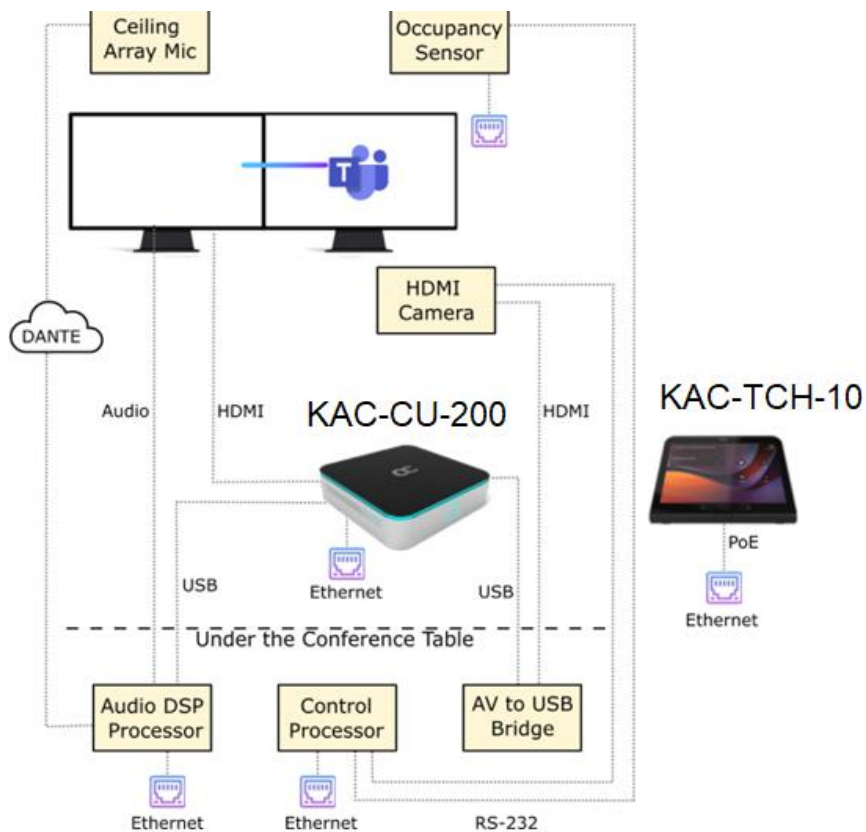 Ceiling
Array Mic
Occupancy
Sensor
T
HDMI
Camera
DANTE
Audio
HDMI
KAC-CU-200
HDMI
KAC-TCH-10
PoE
USB
Ethernet
USB
Ethernet
Under the Conference Table
Audio DSP
Processor
Control
Processor
AV to USB
Bridge
Ethernet
Ethernet
RS-232